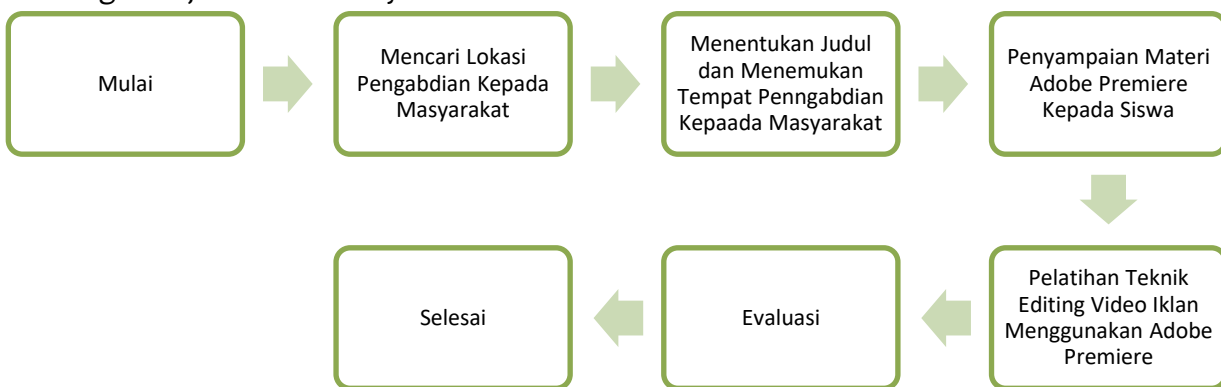 Mulai
Mencari Lokasi
Pengabdian Kepada
Masyarakat
Menentukan Judul
dan Menemukan
Tempat Penngabdian
Kepaada Masyarakat
Penyampaian Materi
Adobe Premiere
Kepada Siswa
Pelatihan Teknik
Editing Video Iklan
Menggunakan Adobe
Premiere
Evaluasi
Selesai